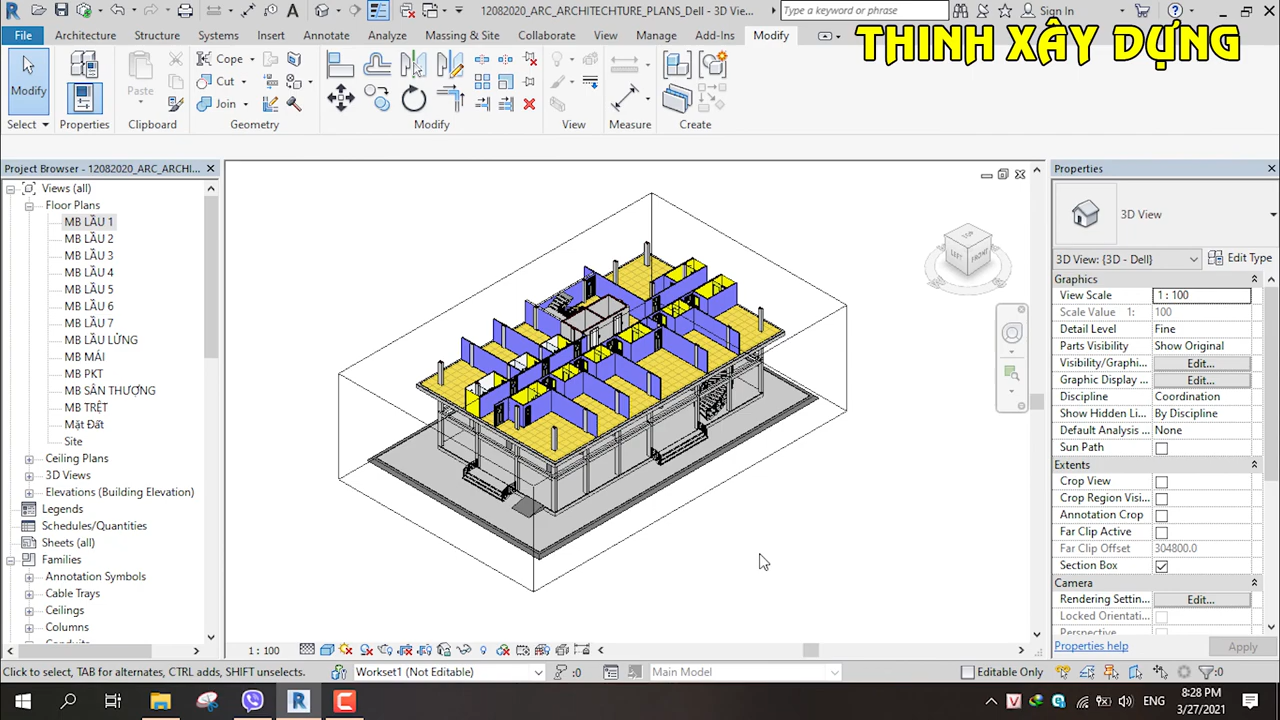 12082020_ARC_ARCHITECHTURE_PLANS_Dell - 3D Vie...
Type a keyword or phrase
Sign In
THINH XÂY DỰNG
File
Architecture
Structure
Systems
Insert
Annotate
Analyze
Massing & Site
Collaborate
View
Manage
Add-Ins
Modify
Modify
Paste
Cope
Cut
Join
Select
Properties
Clipboard
Geometry
Modify
View
Measure
Create
Project Browser - 12082020_ARC_ARCHI...
Views (all)
Floor Plans
MB LẦU 1
MB LẦU 2
MB LẦU 3
MB LẦU 4
MB LẦU 5
MB LẦU 6
MB LẦU 7
MB LẦU LỬNG
MB MÁI
MB PKT
MB SÂN THƯỢNG
MB TRỆT
Mặt Đất
Site
Ceiling Plans
3D Views
Elevations (Building Elevation)
Legends
Schedules/Quantities
Sheets (all)
Families
Annotation Symbols
Cable Trays
Ceilings
Columns
LEFT
FRONT
Properties
3D View
3D View: {3D - Dell}
Edit Type
Graphics
View Scale
1 : 100
Scale Value 1:
100
Detail Level
Fine
Parts Visibility
Show Original
Visibility/Graphi...
Edit...
Graphic Display ...
Edit...
Discipline
Coordination
Show Hidden Li...
By Discipline
Default Analysis ...
None
Sun Path
Extents
Crop View
Crop Region Visi...
Annotation Crop
Far Clip Active
Far Clip Offset
304800.0
Section Box
Camera
Rendering Settin...
Edit...
Locked Orientati...
Perspective
Properties help
Apply
1 : 100
Click to select, TAB for alternates, CTRL adds, SHIFT unselects.
Workset1 (Not Editable)
:0
Main Model
Editable Only
:0
ENG
8:28 PM
3/27/2021